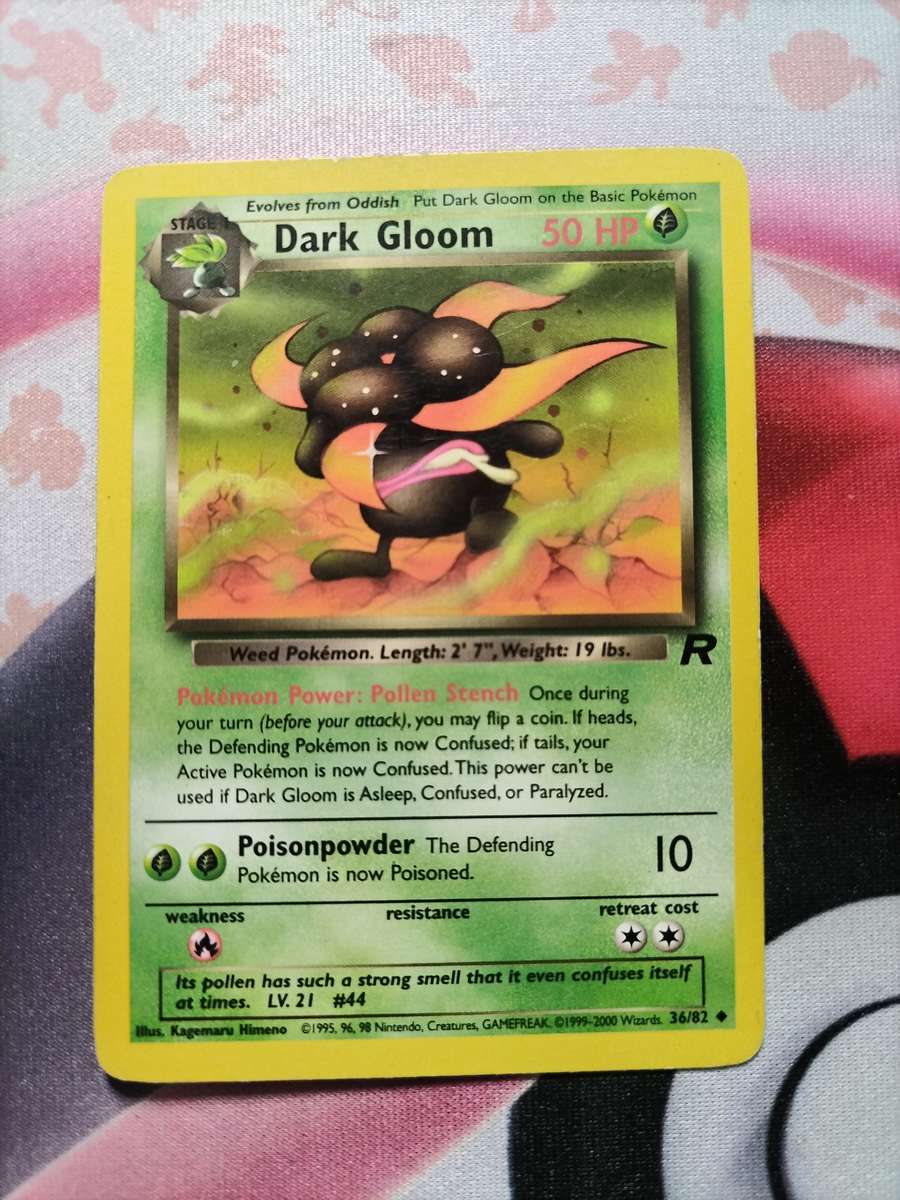 Evolves from Oddish Put Dark Gloom on the Basic Pokémon
STAGE 1
Dark Gloom 50 HP
Weed Pokémon. Length: 2' 7", Weight: 19 lbs.
R
Pokémon Power: Pollen Stench Once during
your turn (before your attack), you may flip a coin. If heads,
the Defending Pokémon is now Confused; if tails, your
Active Pokémon is now Confused. This power can't be
used if Dark Gloom is Asleep, Confused, or Paralyzed.
Poisonpowder The Defending
Pokémon is now Poisoned.
10
weakness resistance retreat cost
Its pollen has such a strong smell that it even confuses itself
at times. LV. 21 #44
Illus. Kagemaru Himeno ©1995, 96, 98 Nintendo, Creatures, GAMEFREAK. ©1999-2000 Wizards. 36/82